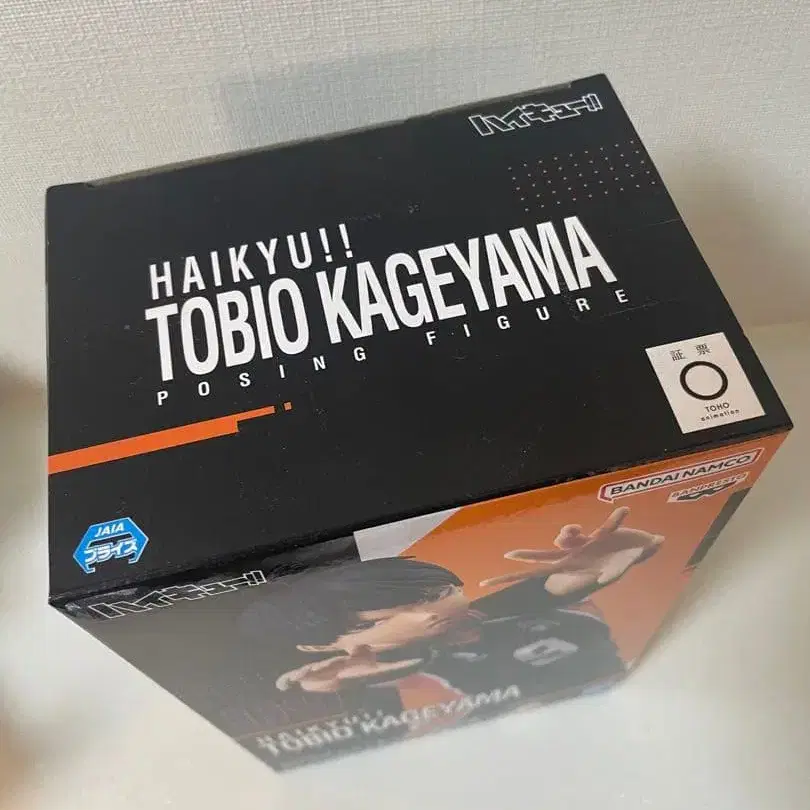 ハイキュー!!
HAIKYU!!
TOBIO KAGEYAMA
POSING FIGURE
証票
TOHO
animation
BANDAI NAMCO
BANPRESTO
JAIA
プライズ
ハイキュー!!
HAIKYU!!
TOBIO KAGEYAMA